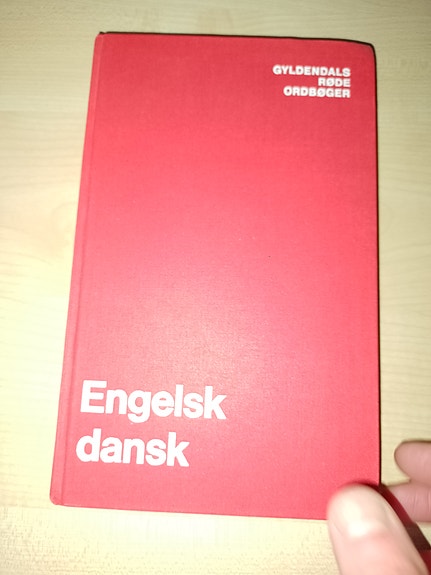 GYLDENDALS
RØDE
ORDBØGER
Engelsk
dansk